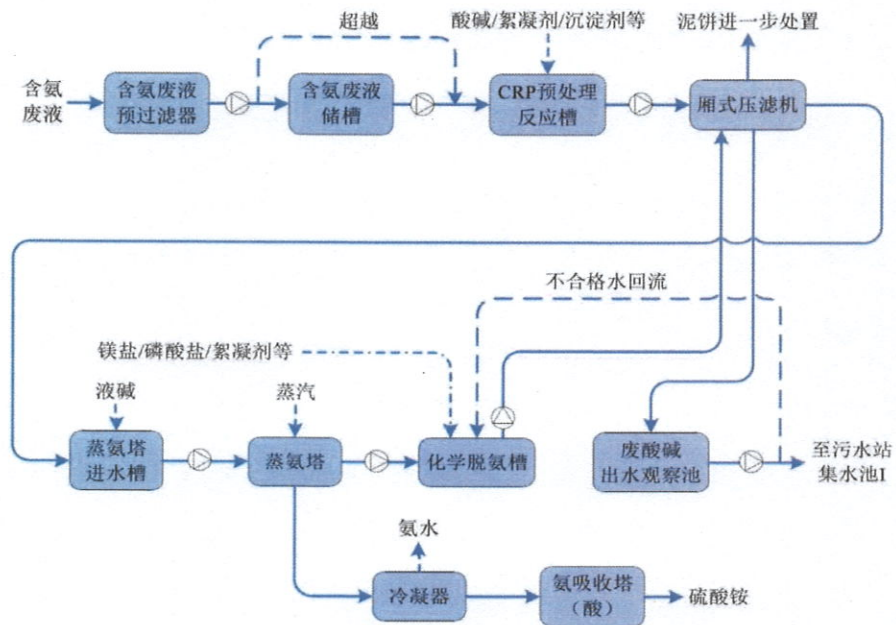 超越
酸碱/絮凝剂/沉淀剂等
泥饼进一步处置
含氨
废液
含氨废液
预过滤器
含氨废液
储槽
CRP预处理
反应槽
厢式压滤机
不合格水回流
镁盐/磷酸盐/絮凝剂等
液碱
蒸汽
蒸氨塔
进水槽
蒸氨塔
化学脱氨槽
废酸碱
出水观察池
至污水站
集水池I
氨水
冷凝器
氨吸收塔
（酸）
硫酸铵